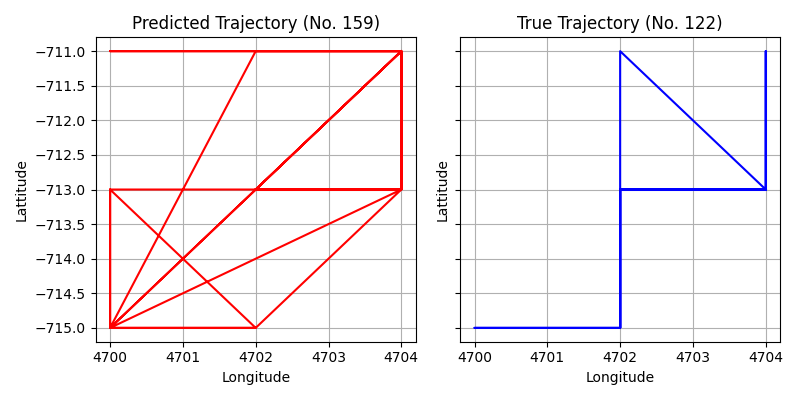 Predicted Trajectory (No. 159)
−711.0
−711.5
−712.0
−712.5
−713.0
−713.5
−714.0
−714.5
−715.0
Lattitude
4700 4701 4702 4703 4704
Longitude
True Trajectory (No. 122)
Lattitude
4700 4701 4702 4703 4704
Longitude